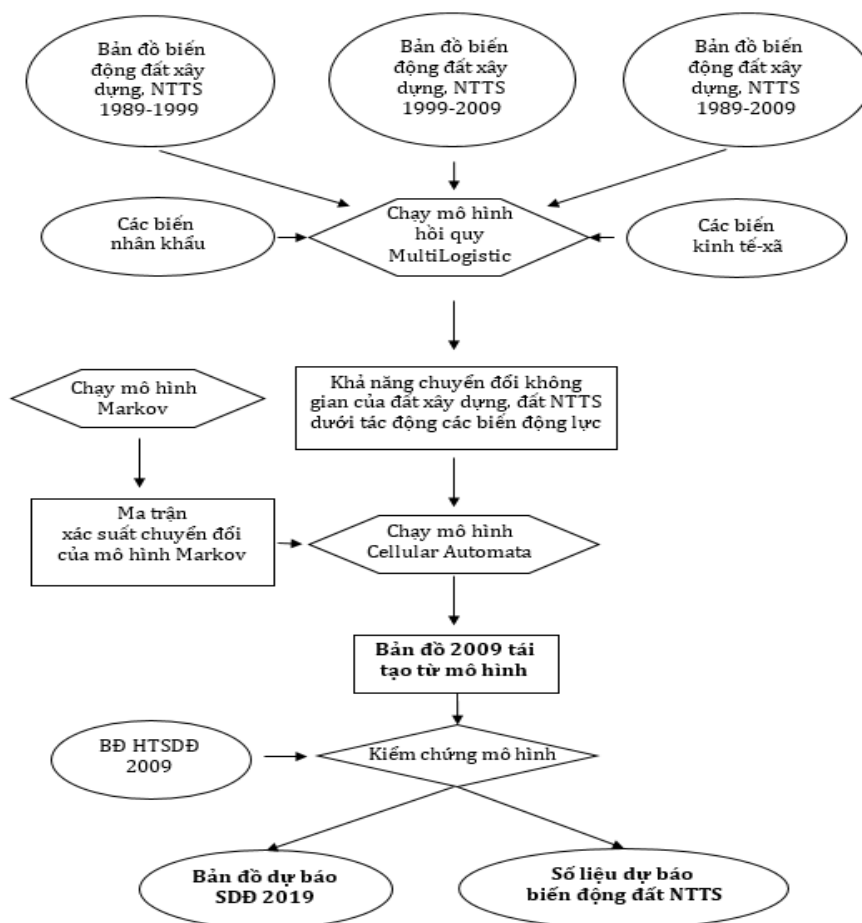 Bản đồ biến
động đất xây
dựng, NTTS
1989-1999
Bản đồ biến
động đất xây
dựng, NTTS
1999-2009
Bản đồ biến
động đất xây
dựng, NTTS
1989-2009
Các biến
nhân khẩu
Chạy mô hình
hồi quy
MultiLogistic
Các biến
kinh tế-xã
Chạy mô hình
Markov
Khả năng chuyển đổi không
gian của đất xây dựng, đất NTTS
dưới tác động các biến động lực
Ma trận
xác suất chuyển đổi
của mô hình Markov
Chạy mô hình
Cellular Automata
Bản đồ 2009 tái
tạo từ mô hình
BĐ HTSDĐ
2009
Kiểm chứng mô hình
Bản đồ dự báo
SDĐ 2019
Số liệu dự báo
biến động đất NTTS